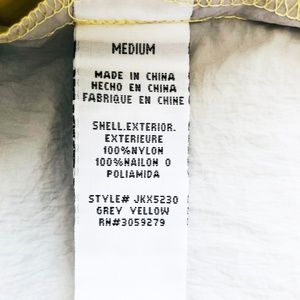 MEDIUM
MADE IN CHINA
HECHO EN CHINA
FABRIQUE EN CHINE
SHELL.EXTERIOR.
EXTERIEURE
100%NYLON
100%NAILON O
POLIAMIDA
STYLE# JKX5230
GREY YELLOW
RN#3059279